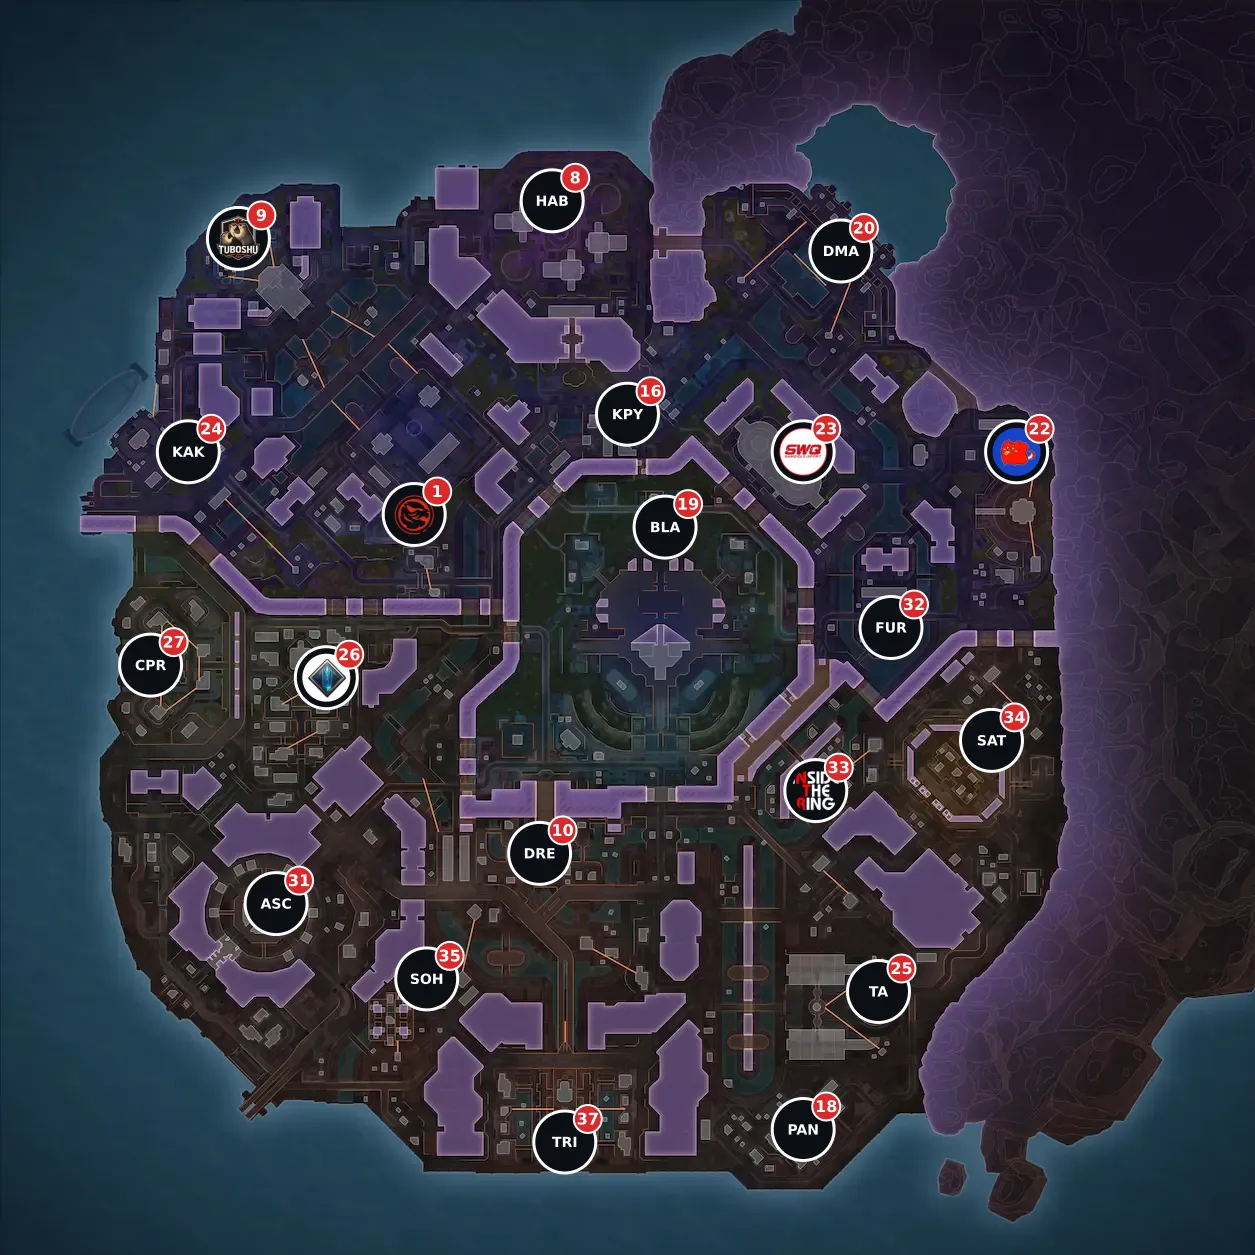 HAB
8
TUBOSHU
9
DMA
20
KPY
16
KAK
24
SWQ
23
22
1
BLA
19
FUR
32
CPR
27
26
SAT
34
INSIDE
THE
RING
33
DRE
10
ASC
31
SOH
35
TA
25
PAN
18
TRI
37